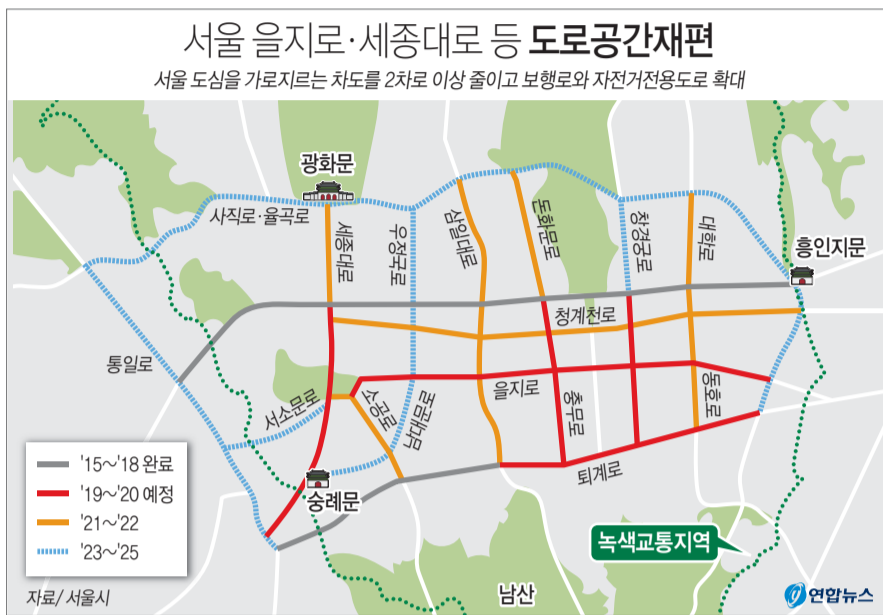 서울 을지로·세종대로 등 도로공간재편
서울 도심을 가로지르는 차도를 2차로 이상 줄이고 보행로와 자전거전용도로 확대
광화문
사직로·율곡로
세종대로
우정국로
삼일대로
돈화문로
창경궁로
대학로
흥인지문
청계천로
통일로
서소문로
소공로
남대문로
을지로
충무로
동호로
퇴계로
숭례문
'15~'18 완료
'19~'20 예정
'21~'22
'23~'25
녹색교통지역
남산
자료/ 서울시
연합뉴스